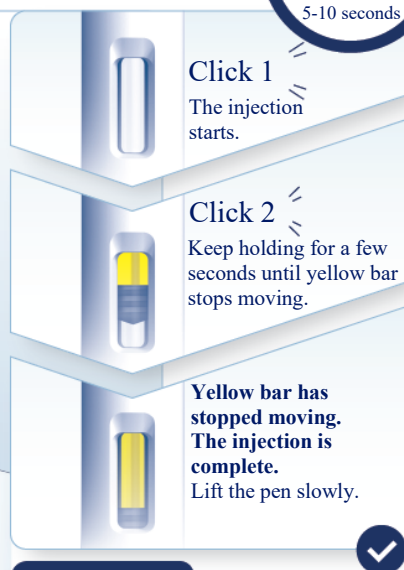 5-10 seconds
Click 1
The injection
starts.
Click 2
Keep holding for a few
seconds until yellow bar
stops moving.
Yellow bar has
stopped moving.
The injection is
complete.
Lift the pen slowly.